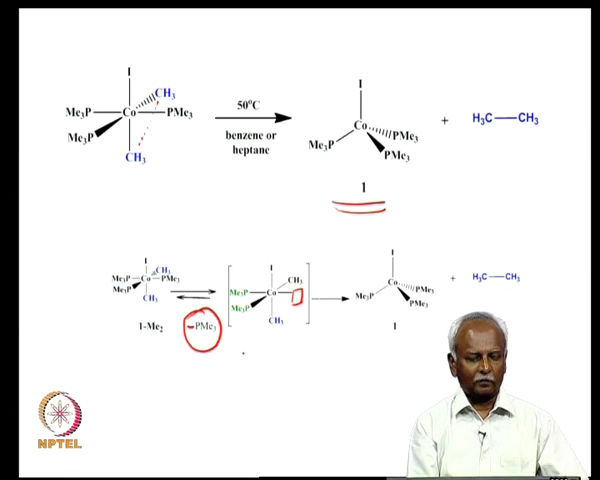 I
CH3
Me3P Co PMe3
Me3P
CH3
50°C
benzene or
heptane
I
Co
Me3P PMe3
PMe3
1
+ H3C—CH3
I
CH3
Me3P Co PMe3
Me3P
CH3
1-Me2
-PMe3
I
CH3
Me3P Co
Me3P
CH3
I
Co
Me3P PMe3
PMe3
1
+ H3C—CH3
NPTEL